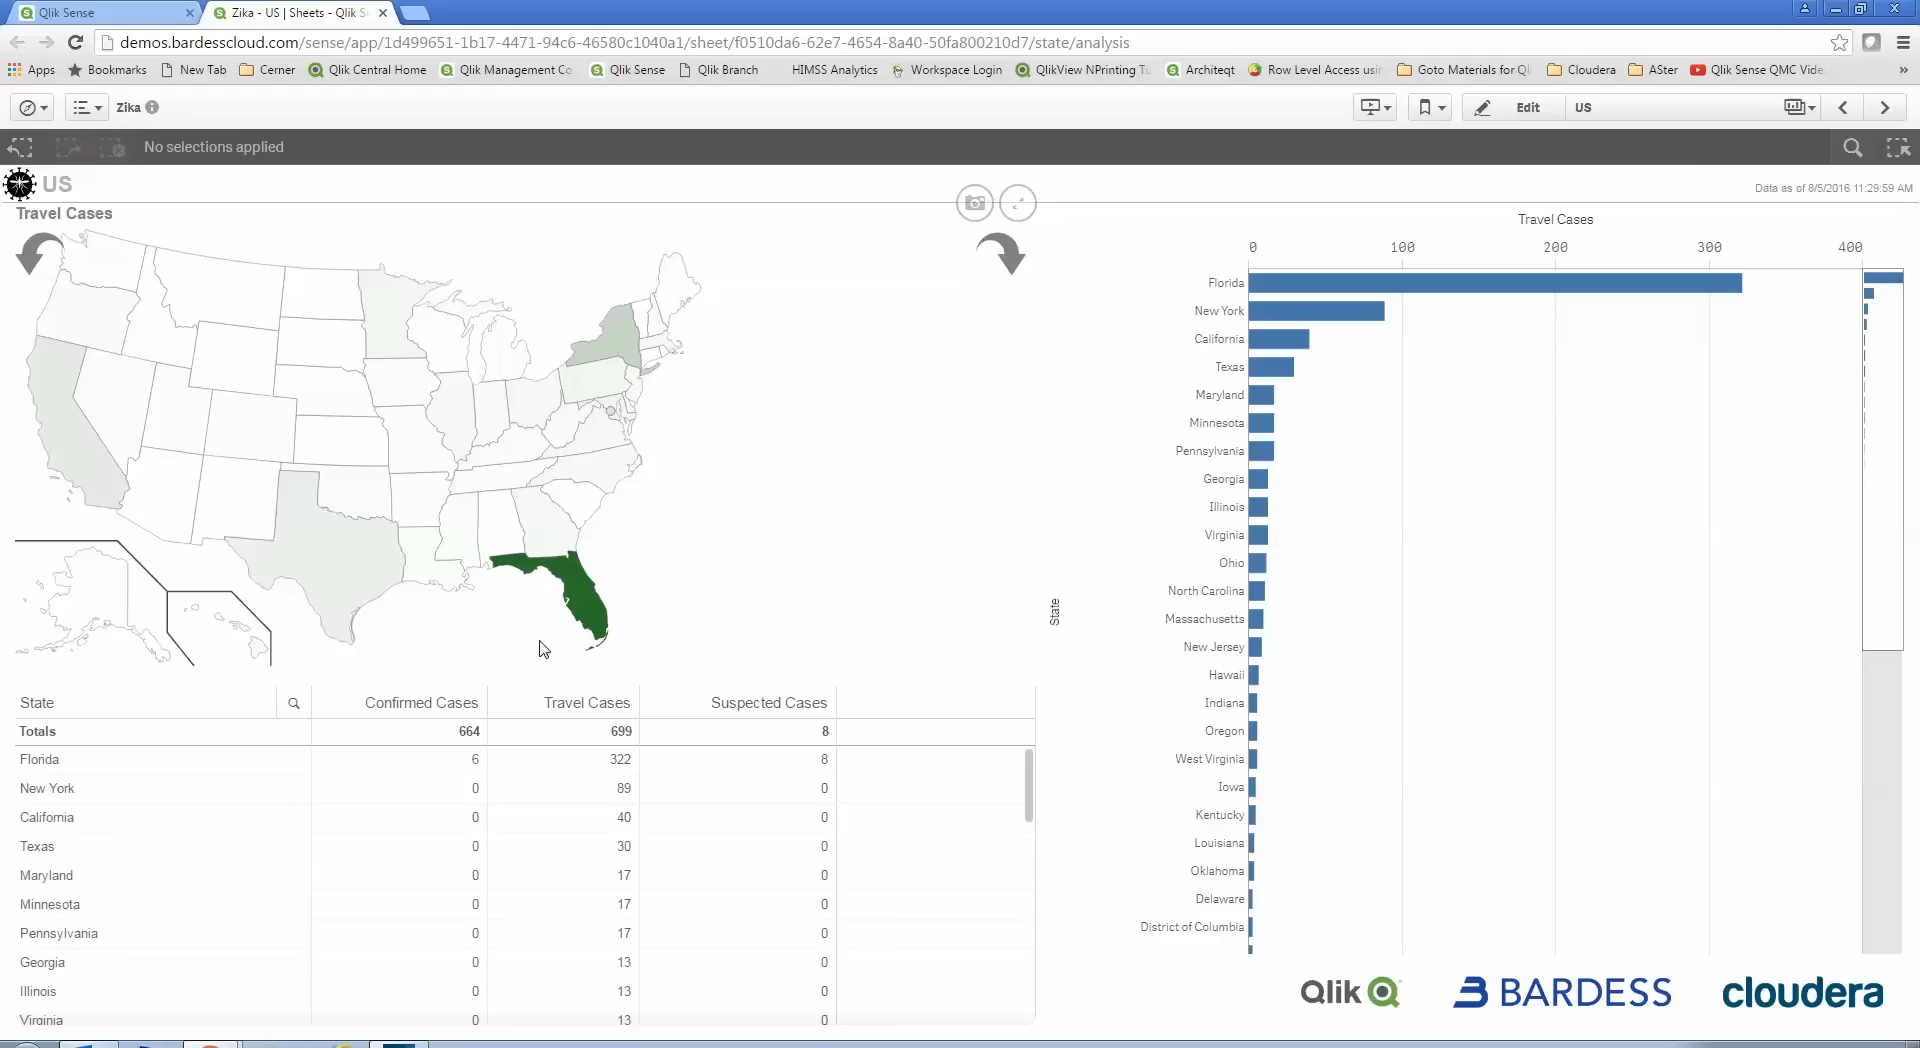 Qlik Sense
Zika - US | Sheets - Qlik S
demos.bardesscloud.com/sense/app/1d499651-1b17-4471-94c6-46580c1040a1/sheet/f0510da6-62e7-4654-8a40-50fa800210d7/state/analysis
Apps Bookmarks New Tab Cerner Qlik Central Home Qlik Management Co Qlik Sense Qlik Branch HIMSS Analytics Workspace Login QlikView NPrinting Tu Architeqt Row Level Access usin Goto Materials for Ql Cloudera ASter Qlik Sense QMC Vide »
Zika Edit US
No selections applied
US
Data as of 8/5/2016 11:29:59 AM
Travel Cases
State Confirmed Cases Travel Cases Suspected Cases
Totals 664 699 8
Florida 6 322 8
New York 0 89 0
California 0 40 0
Texas 0 30 0
Maryland 0 17 0
Minnesota 0 17 0
Pennsylvania 0 17 0
Georgia 0 13 0
Illinois 0 13 0
Virginia 0 13 0
Travel Cases
0 100 200 300 400
State
Florida
New York
California
Texas
Maryland
Minnesota
Pennsylvania
Georgia
Illinois
Virginia
Ohio
North Carolina
Massachusetts
New Jersey
Hawaii
Indiana
Oregon
West Virginia
Iowa
Kentucky
Louisiana
Oklahoma
Delaware
District of Columbia
Qlik BARDESS cloudera